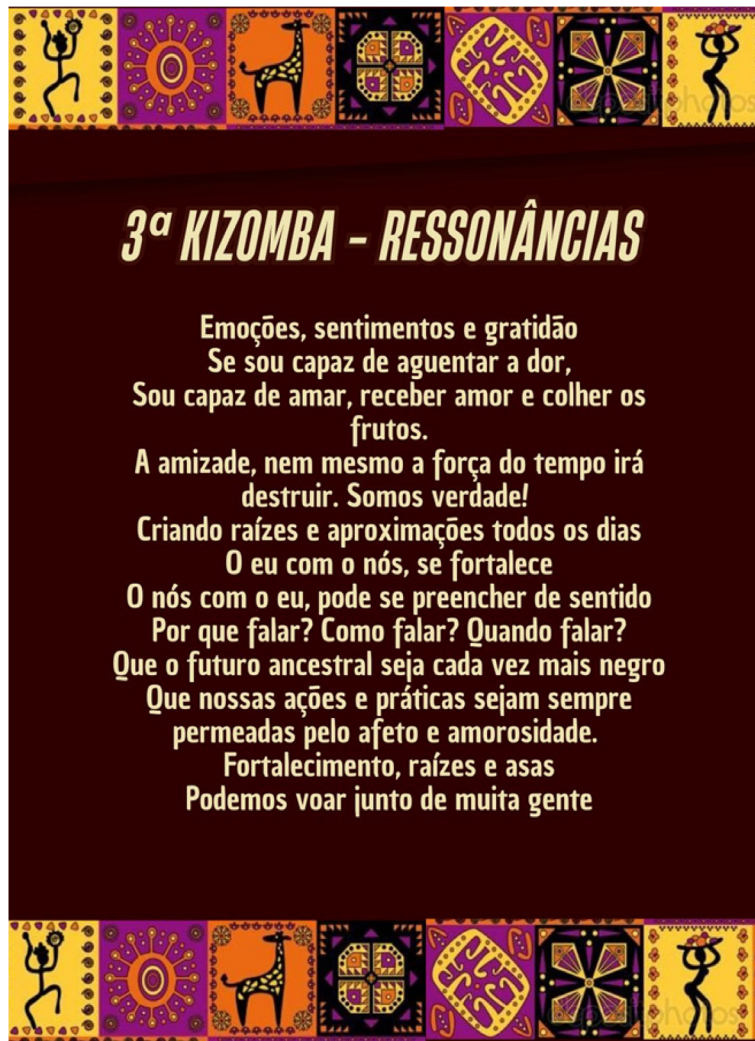 3ª KIZOMBA - RESSONÂNCIAS
Emoções, sentimentos e gratidão
Se sou capaz de aguentar a dor,
Sou capaz de amar, receber amor e colher os
frutos.
A amizade, nem mesmo a força do tempo irá
destruir. Somos verdade!
Criando raízes e aproximações todos os dias
O eu com o nós, se fortalece
O nós com o eu, pode se preencher de sentido
Por que falar? Como falar? Quando falar?
Que o futuro ancestral seja cada vez mais negro
Que nossas ações e práticas sejam sempre
permeadas pelo afeto e amorosidade.
Fortalecimento, raízes e asas
Podemos voar junto de muita gente